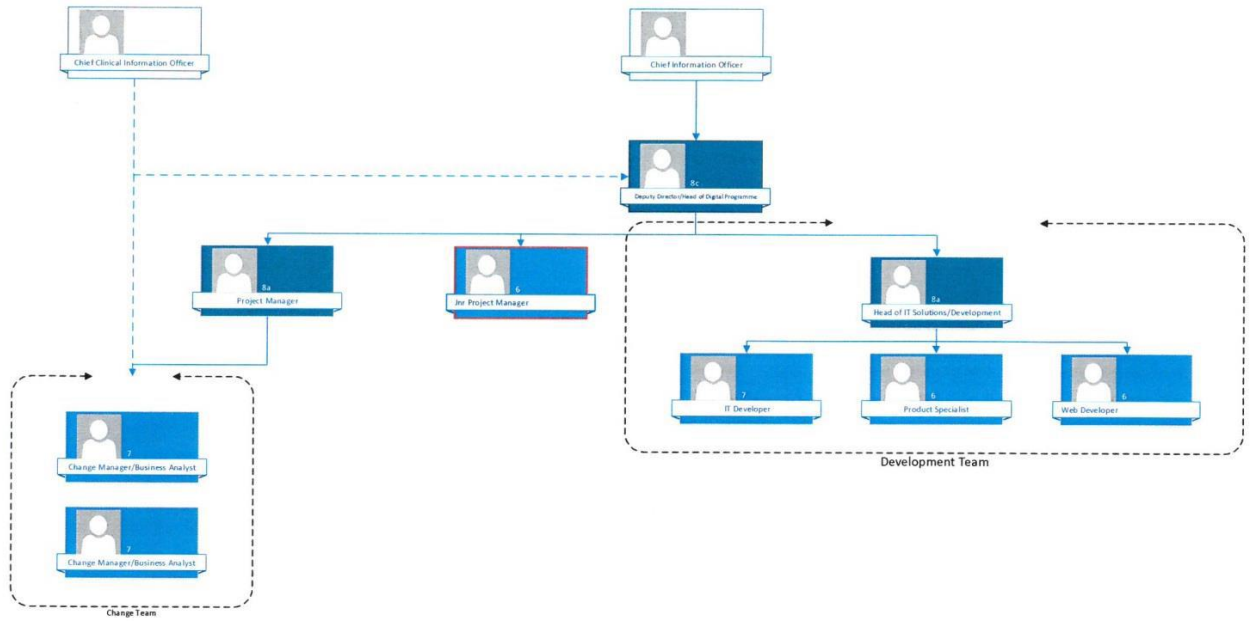 Chief Clinical Information Officer
Chief Information Officer
8c
Deputy Director/Head of Digital Programme
8a
Project Manager
6
Jnr Project Manager
8a
Head of IT Solutions/Development
7
IT Developer
6
Product Specialist
6
Web Developer
Development Team
7
Change Manager/Business Analyst
7
Change Manager/Business Analyst
Change Team